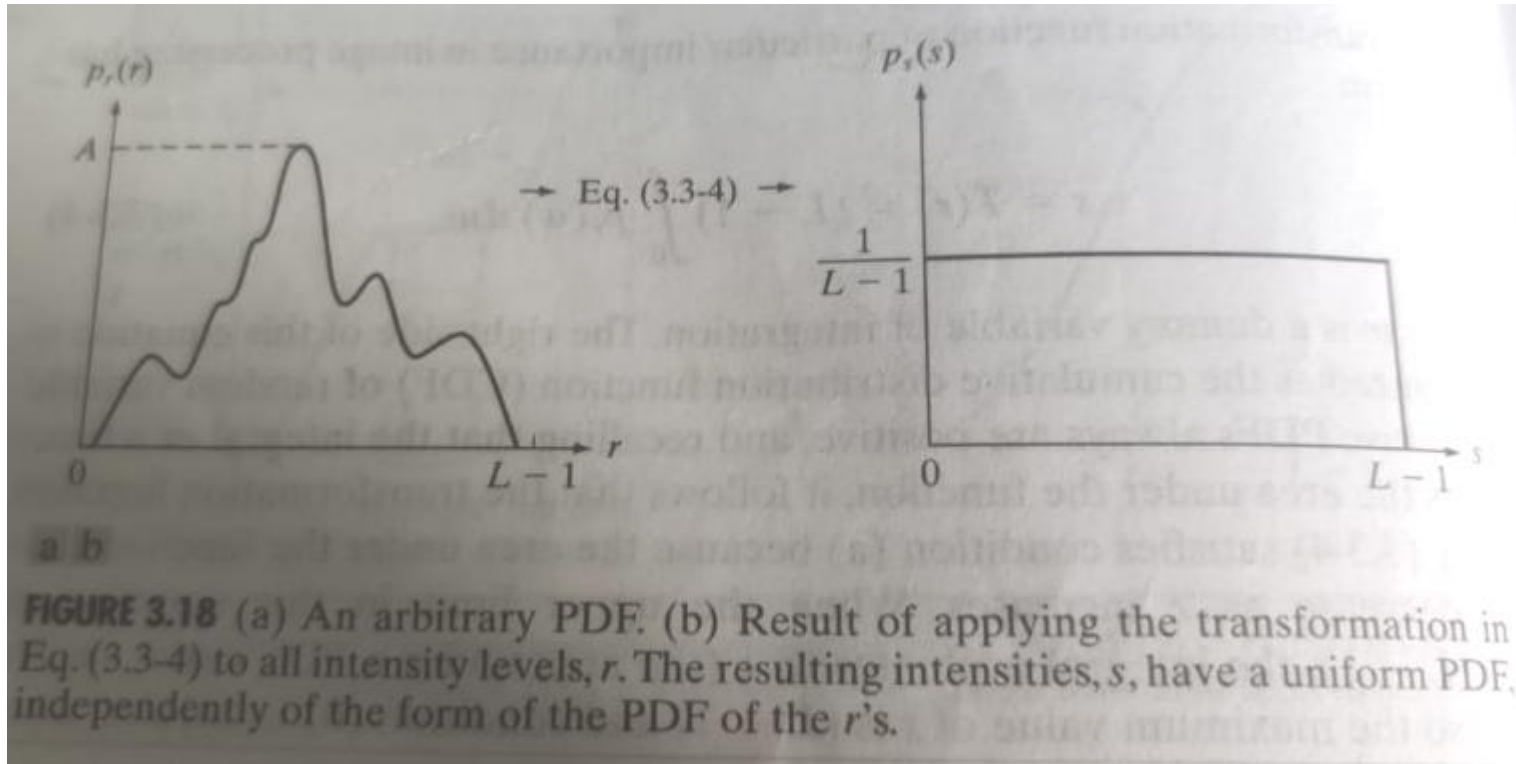 p_r(r)
A
0
L – 1
r
→ Eq. (3.3-4) →
p_s(s)
1
L – 1
0
L – 1
s
a b
FIGURE 3.18 (a) An arbitrary PDF. (b) Result of applying the transformation in
Eq. (3.3-4) to all intensity levels, r. The resulting intensities, s, have a uniform PDF,
independently of the form of the PDF of the r's.